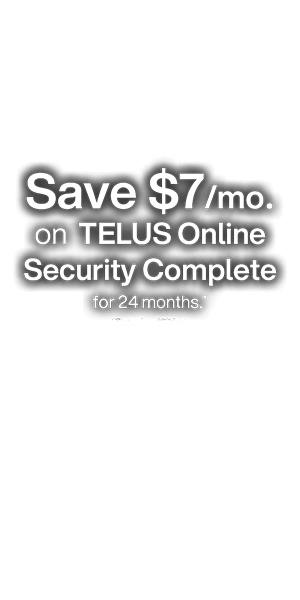 Save $7/mo.
on TELUS Online
Security Complete
for 24 months.*